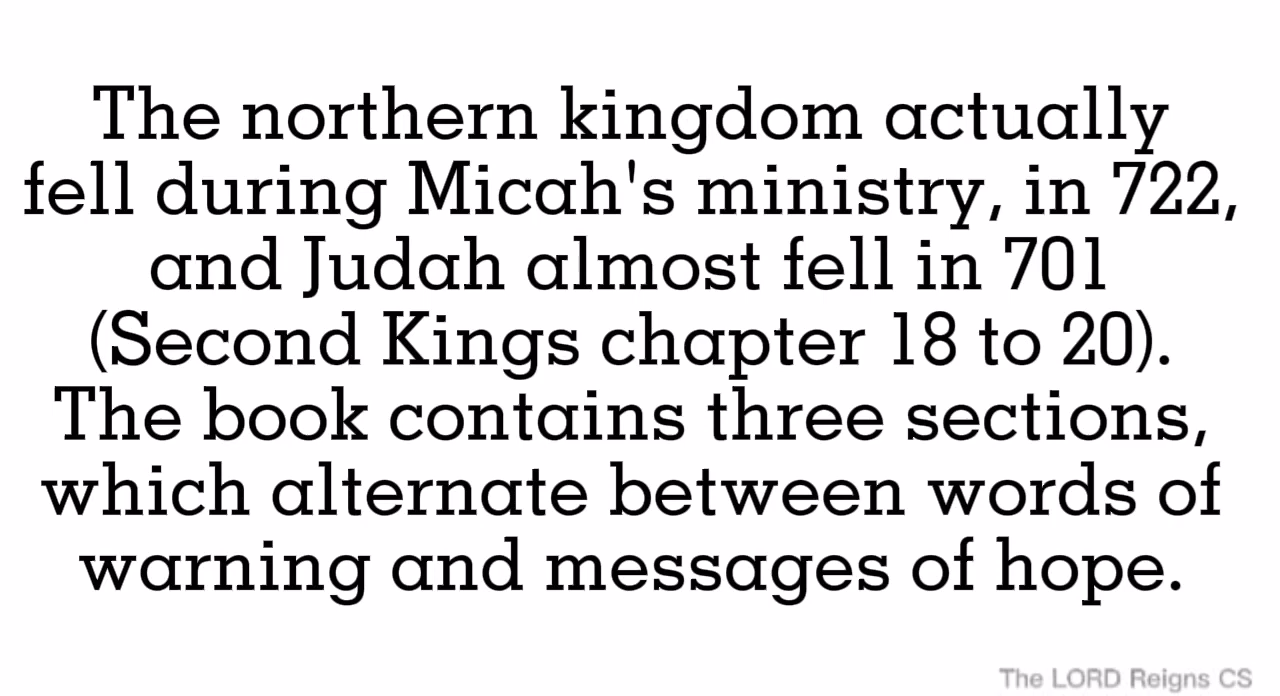 The northern kingdom actually
fell during Micah's ministry, in 722,
and Judah almost fell in 701
(Second Kings chapter 18 to 20).
The book contains three sections,
which alternate between words of
warning and messages of hope.
The LORD Reigns CS